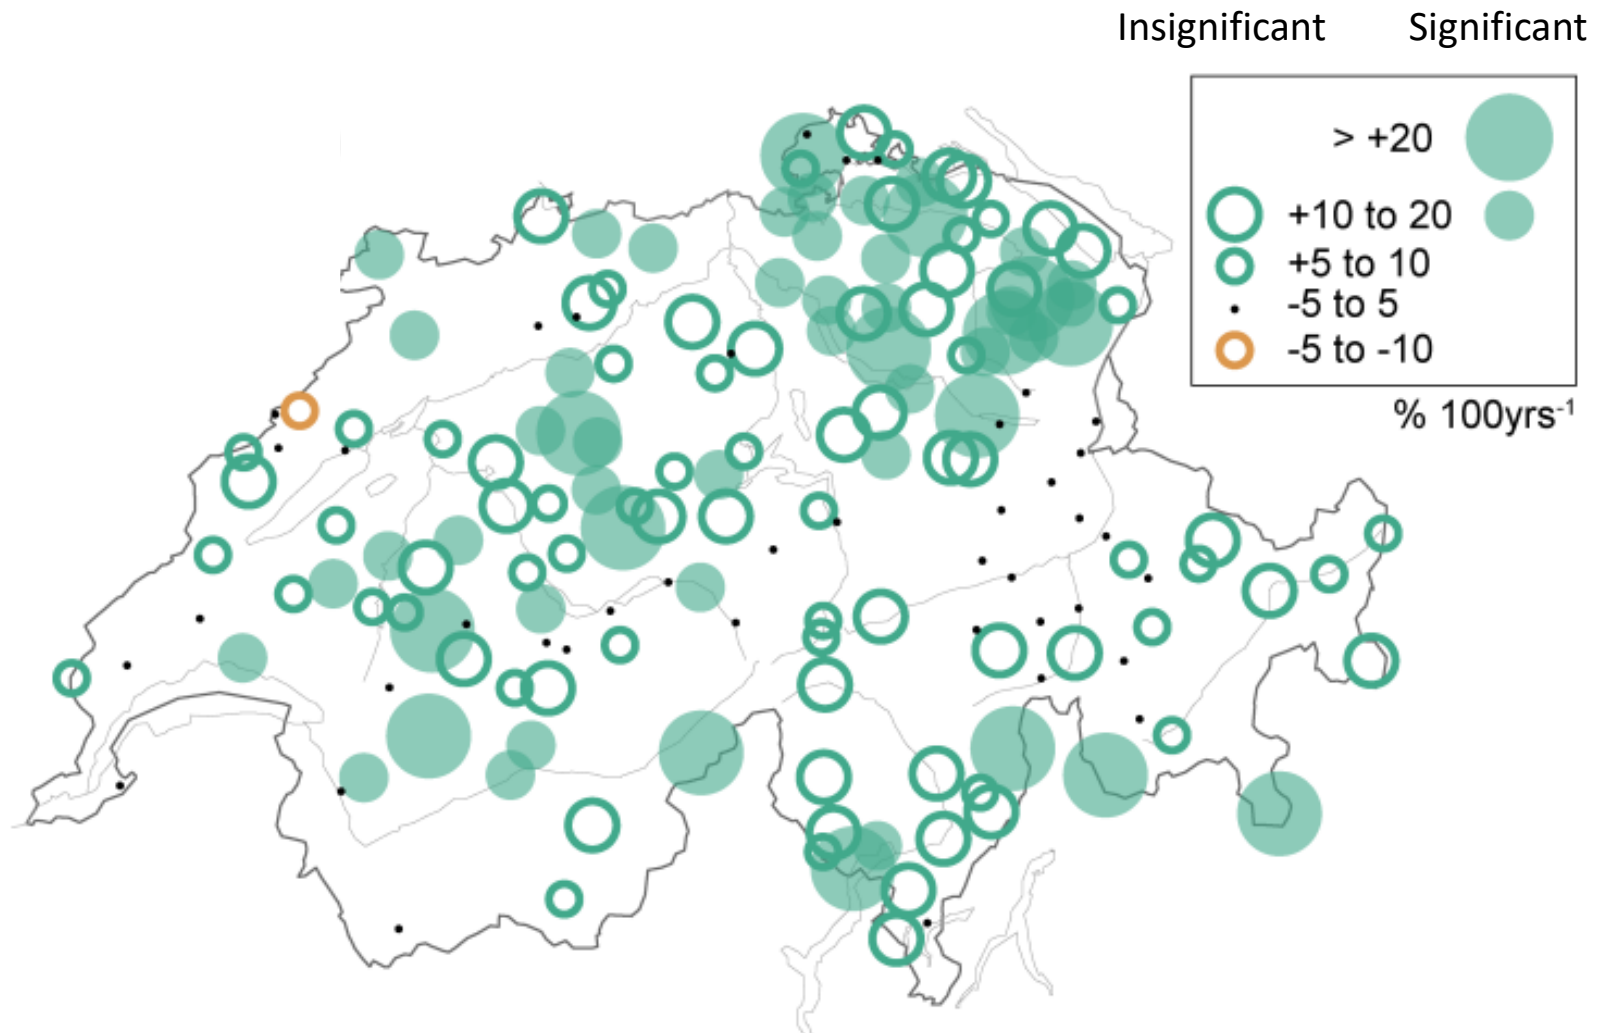 Insignificant Significant
> +20
+10 to 20
+5 to 10
-5 to 5
-5 to -10
% 100yrs⁻¹